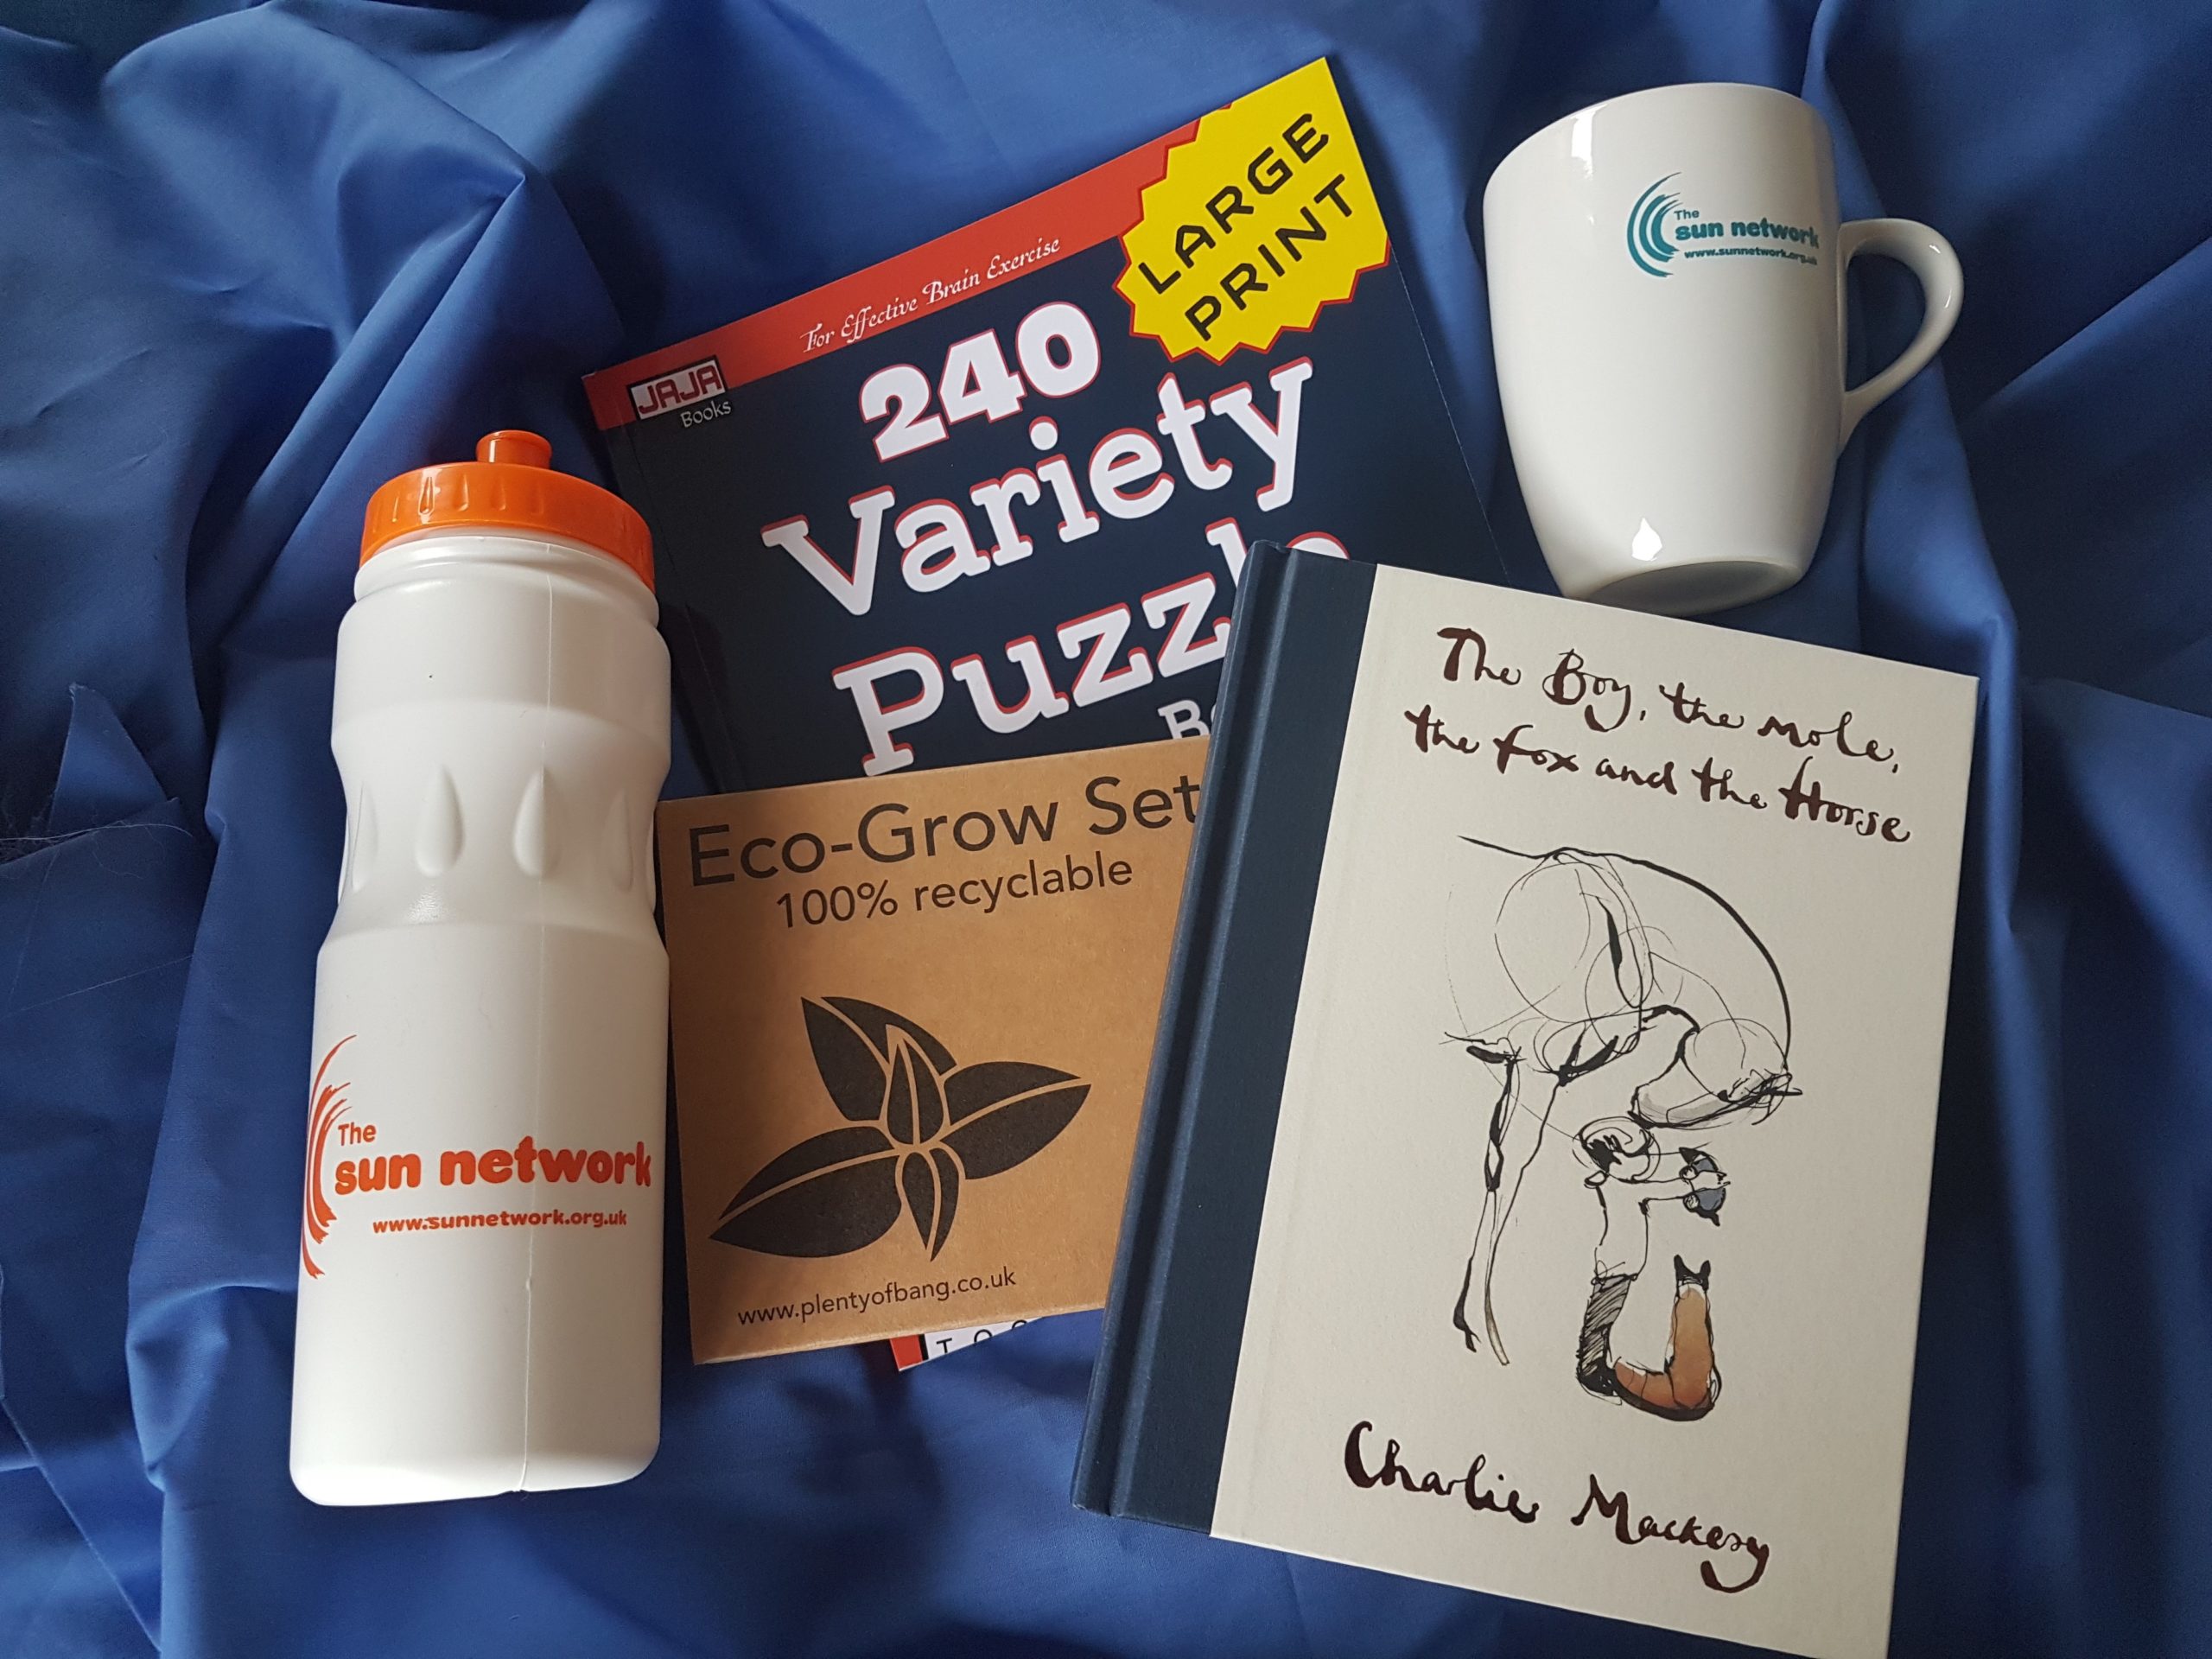 For Effective Brain Exercise
LARGE
PRINT
JAJA
Books
240
Variety
Puzzle
The
sun network
www.sunnetwork.org.uk
The Boy, the mole,
the fox and the Horse
Charlie Mackesy
Eco-Grow Set
100% recyclable
www.plentyofbang.co.uk
The
sun network
www.sunnetwork.org.uk